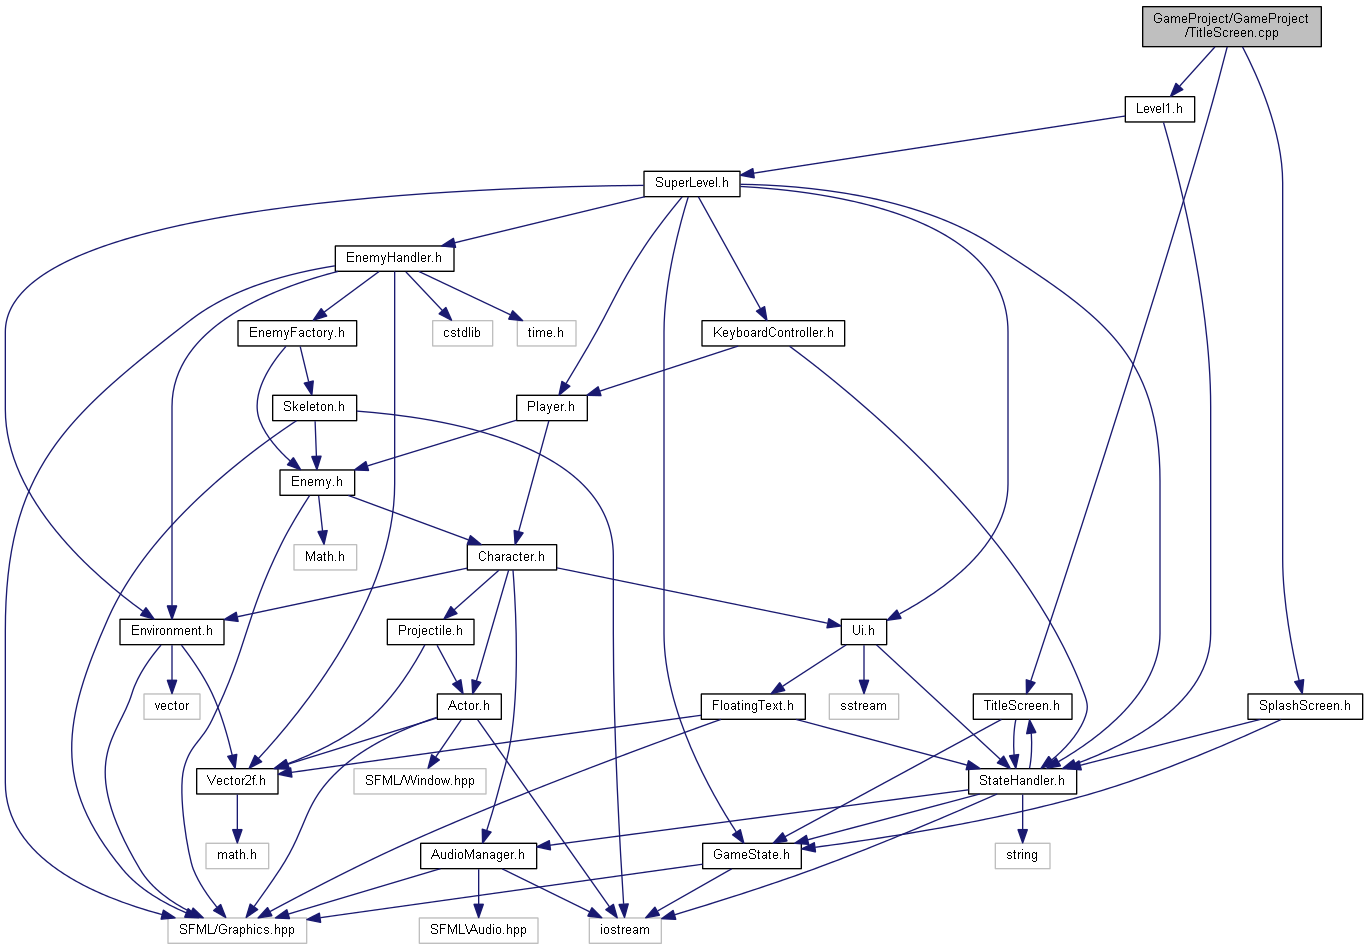 GameProject/GameProject
/TitleScreen.cpp
Level1.h
SuperLevel.h
EnemyHandler.h
EnemyFactory.h
cstdlib
time.h
KeyboardController.h
Skeleton.h
Player.h
Enemy.h
Math.h
Character.h
Environment.h
Projectile.h
Ui.h
vector
Actor.h
FloatingText.h
sstream
TitleScreen.h
SplashScreen.h
Vector2f.h
SFML/Window.hpp
StateHandler.h
math.h
AudioManager.h
GameState.h
string
SFML/Graphics.hpp
SFML\Audio.hpp
iostream